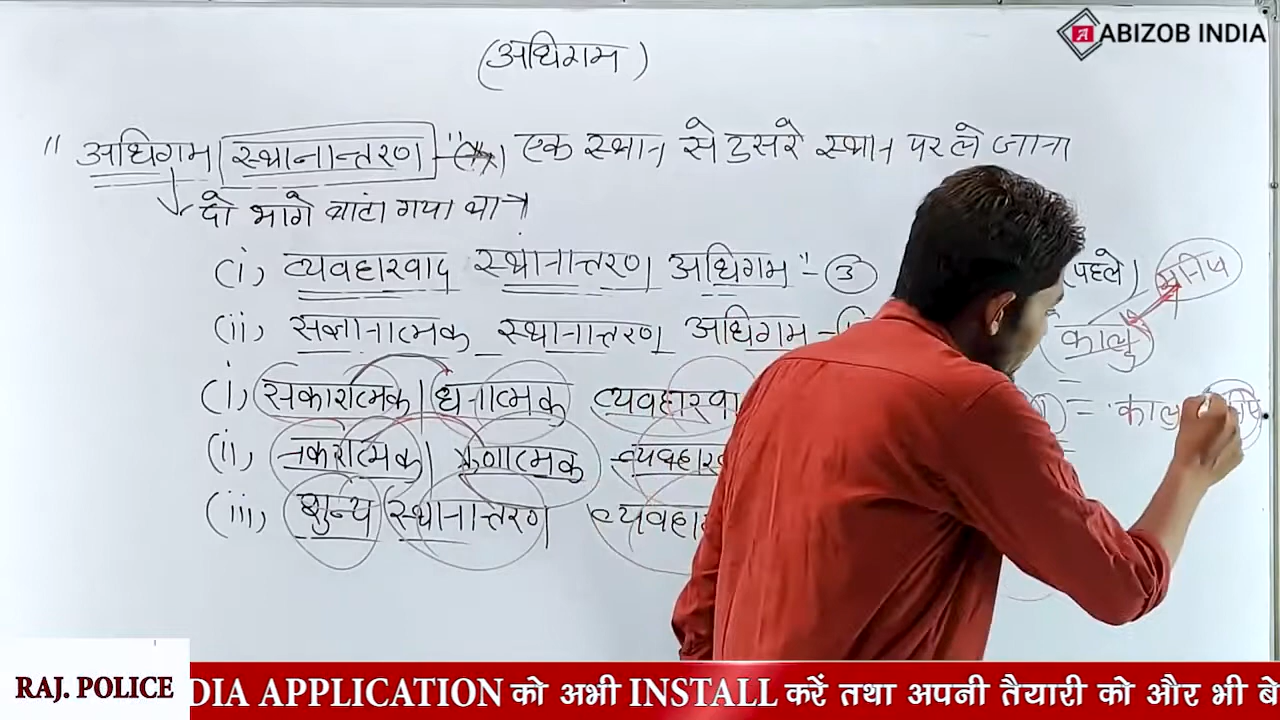 ABIZOB INDIA
(अधिगम)
" अधिगम स्थानान्तरण "- एक स्थान से दुसरे स्थान पर ले जाना
दो भागे बाटां गया था -
(i) व्यवहारवाद स्थानान्तरण अधिगम "- 3 (पहले) मनिष
(ii) सज्ञानात्मक स्थानान्तरण अधिगम - कालु
(i) सकारात्मक | धनात्मक व्यवहारवा = कालु
(ii) नकारात्मक | ऋणात्मक व्यवहार
(iii) शुन्य स्थानान्तरण व्यवहा
RAJ. POLICE
DIA APPLICATION को अभी INSTALL करें तथा अपनी तैयारी को और भी बे